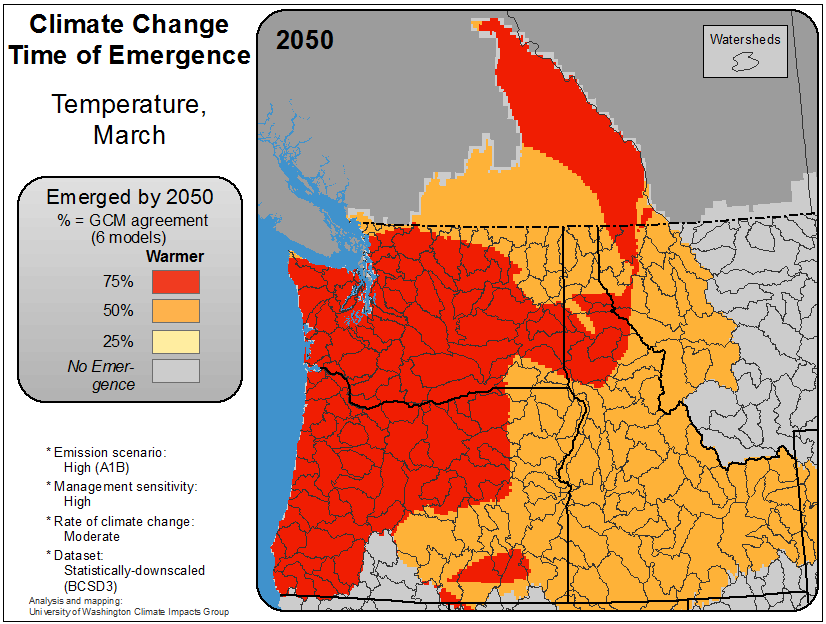 Climate Change
Time of Emergence
Temperature,
March
Emerged by 2050
% = GCM agreement
(6 models)
Warmer
75%
50%
25%
No Emer-
gence
* Emission scenario:
High (A1B)
* Management sensitivity:
High
* Rate of climate change:
Moderate
* Dataset:
Statistically-downscaled
(BCSD3)
Analysis and mapping:
University of Washington Climate Impacts Group
2050
Watersheds